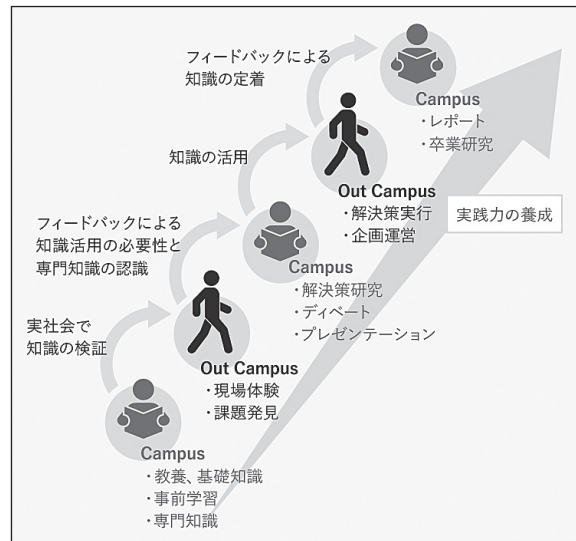 フィードバックによる
知識の定着
Campus
・レポート
・卒業研究
知識の活用
Out Campus
・解決策実行
・企画運営
実践力の養成
フィードバックによる
知識活用の必要性と
専門知識の認識
Campus
・解決策研究
・ディベート
・プレゼンテーション
実社会で
知識の検証
Out Campus
・現場体験
・課題発見
Campus
・教養、基礎知識
・事前学習
・専門知識